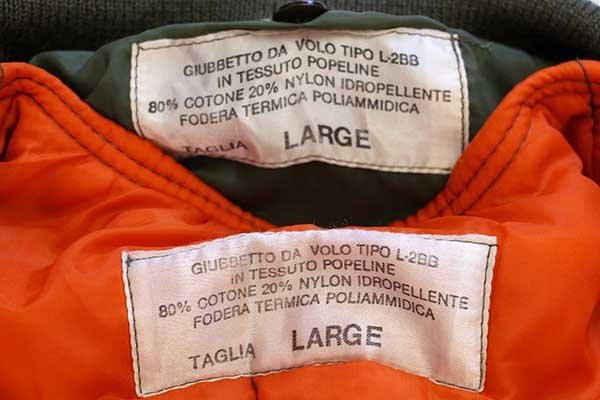 GIUBBETTO DA VOLO TIPO L-2BB
IN TESSUTO POPELINE
80% COTONE 20% NYLON IDROPELLENTE
FODERA TERMICA POLIAMMIDICA
TAGLIA LARGE
GIUBBETTO DA VOLO TIPO L-2BB
IN TESSUTO POPELINE
80% COTONE 20% NYLON IDROPELLENTE
FODERA TERMICA POLIAMMIDICA
TAGLIA LARGE